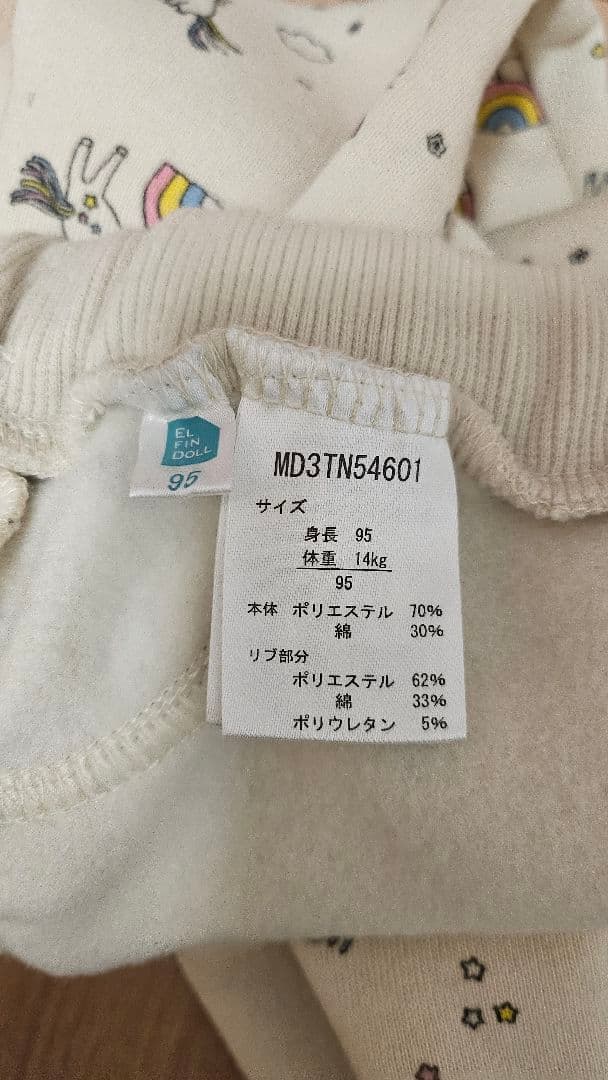 EL
FIN
DOLL
95
MD3TN54601
サイズ
身長 95
体重 14kg
95
本体 ポリエステル 70%
綿 30%
リブ部分
ポリエステル 62%
綿 33%
ポリウレタン 5%